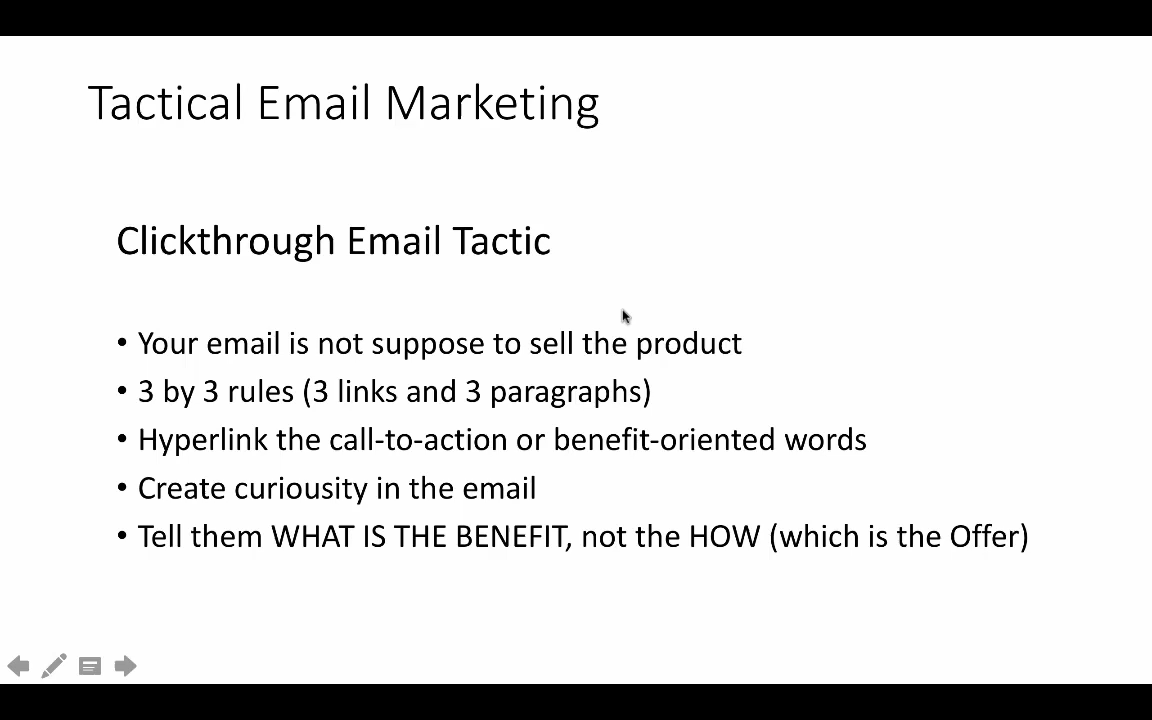 Tactical Email Marketing
Clickthrough Email Tactic
• Your email is not suppose to sell the product
• 3 by 3 rules (3 links and 3 paragraphs)
• Hyperlink the call-to-action or benefit-oriented words
• Create curiousity in the email
• Tell them WHAT IS THE BENEFIT, not the HOW (which is the Offer)